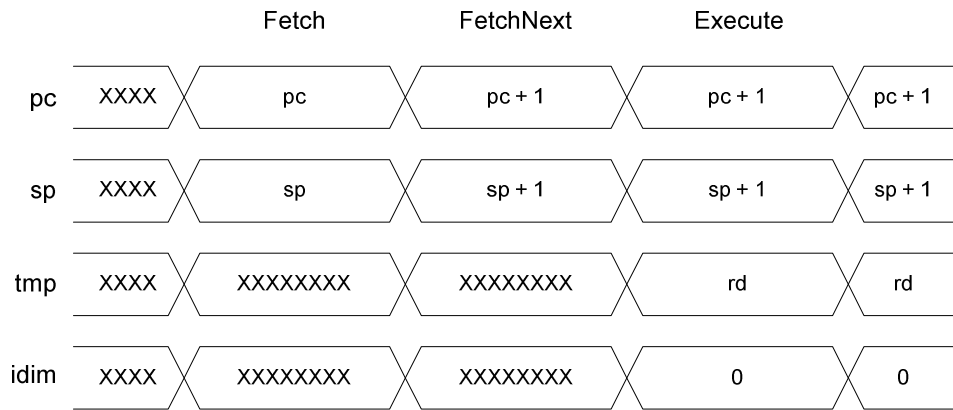 Fetch FetchNext Execute
pc XXXX pc pc + 1 pc + 1 pc + 1
sp XXXX sp sp + 1 sp + 1 sp + 1
tmp XXXX XXXXXXXX XXXXXXXX rd rd
idim XXXX XXXXXXXX XXXXXXXX 0 0